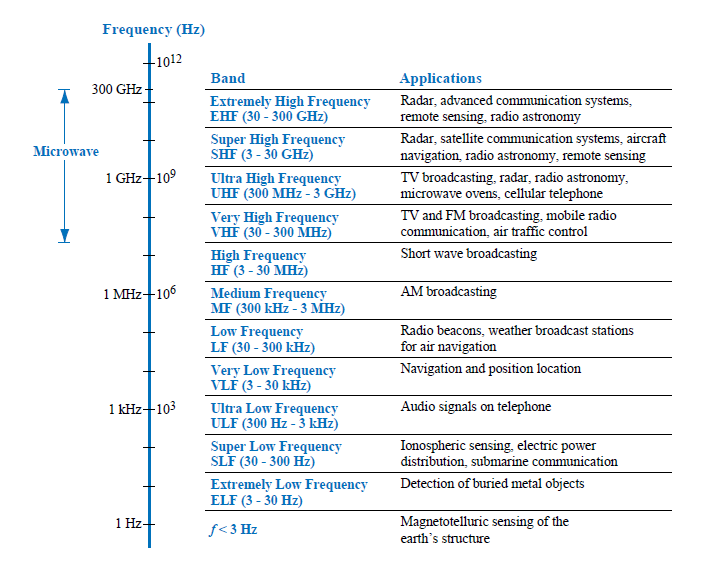 Frequency (Hz)
10¹²
300 GHz
Microwave
1 GHz
10⁹
1 MHz
10⁶
1 kHz
10³
1 Hz
Band
Applications
Extremely High Frequency
EHF (30 - 300 GHz)
Radar, advanced communication systems,
remote sensing, radio astronomy
Super High Frequency
SHF (3 - 30 GHz)
Radar, satellite communication systems, aircraft
navigation, radio astronomy, remote sensing
Ultra High Frequency
UHF (300 MHz - 3 GHz)
TV broadcasting, radar, radio astronomy,
microwave ovens, cellular telephone
Very High Frequency
VHF (30 - 300 MHz)
TV and FM broadcasting, mobile radio
communication, air traffic control
High Frequency
HF (3 - 30 MHz)
Short wave broadcasting
Medium Frequency
MF (300 kHz - 3 MHz)
AM broadcasting
Low Frequency
LF (30 - 300 kHz)
Radio beacons, weather broadcast stations
for air navigation
Very Low Frequency
VLF (3 - 30 kHz)
Navigation and position location
Ultra Low Frequency
ULF (300 Hz - 3 kHz)
Audio signals on telephone
Super Low Frequency
SLF (30 - 300 Hz)
Ionospheric sensing, electric power
distribution, submarine communication
Extremely Low Frequency
ELF (3 - 30 Hz)
Detection of buried metal objects
f < 3 Hz
Magnetotelluric sensing of the
earth's structure